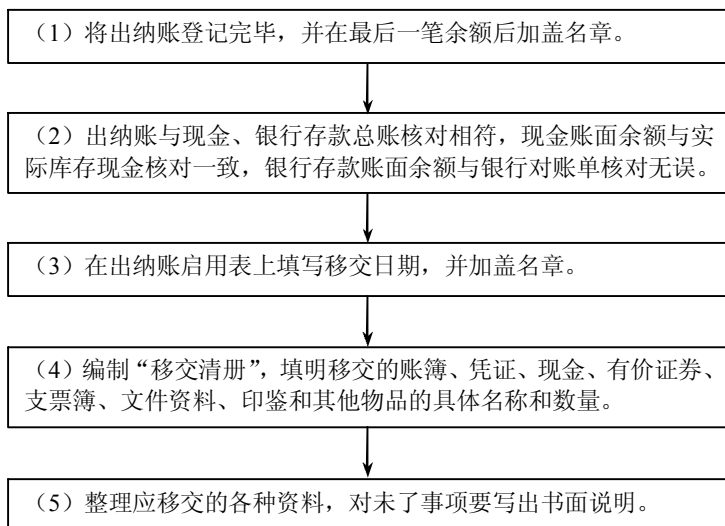 （1）将出纳账登记完毕，并在最后一笔余额后加盖名章。
（2）出纳账与现金、银行存款总账核对相符，现金账面余额与实
际库存现金核对一致，银行存款账面余额与银行对账单核对无误。
（3）在出纳账启用表上填写移交日期，并加盖名章。
（4）编制“移交清册”，填明移交的账簿、凭证、现金、有价证券、
支票簿、文件资料、印鉴和其他物品的具体名称和数量。
（5）整理应移交的各种资料，对未了事项要写出书面说明。